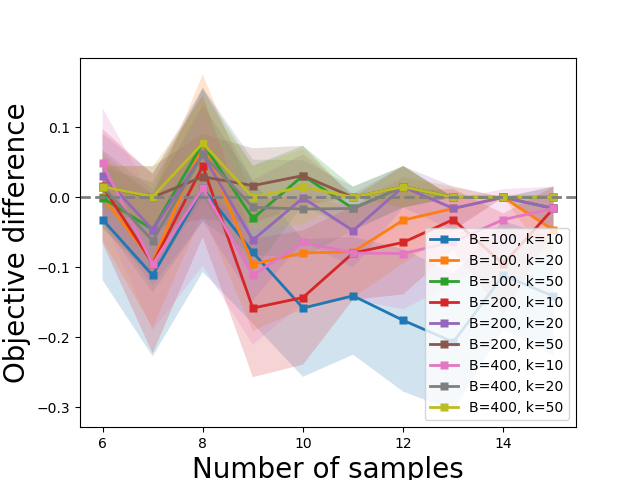 Objective difference
0.1
0.0
−0.1
−0.2
−0.3
6
8
10
12
14
Number of samples
B=100, k=10
B=100, k=20
B=100, k=50
B=200, k=10
B=200, k=20
B=200, k=50
B=400, k=10
B=400, k=20
B=400, k=50